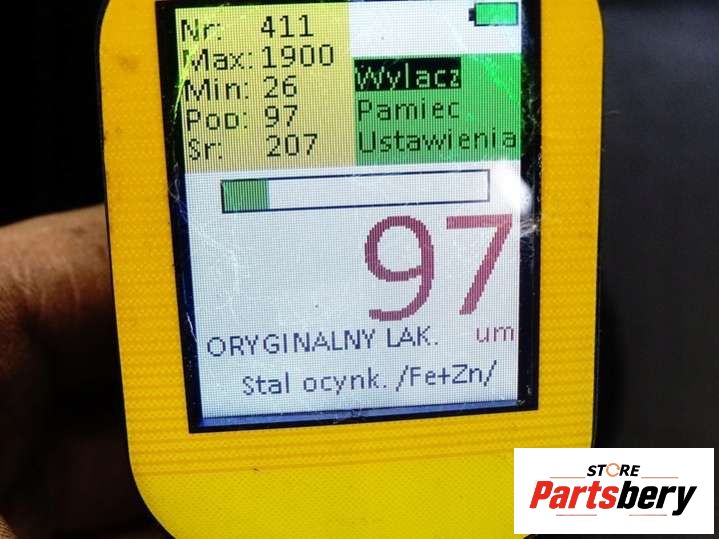 Nr: 411
Max: 1900
Min: 26
Pop: 97
Sr: 207
Wylacz
Pamiec
Ustawienia
97
um
ORYGINALNY LAK.
Stal ocynk. /Fe+Zn/
STORE
Partsbery